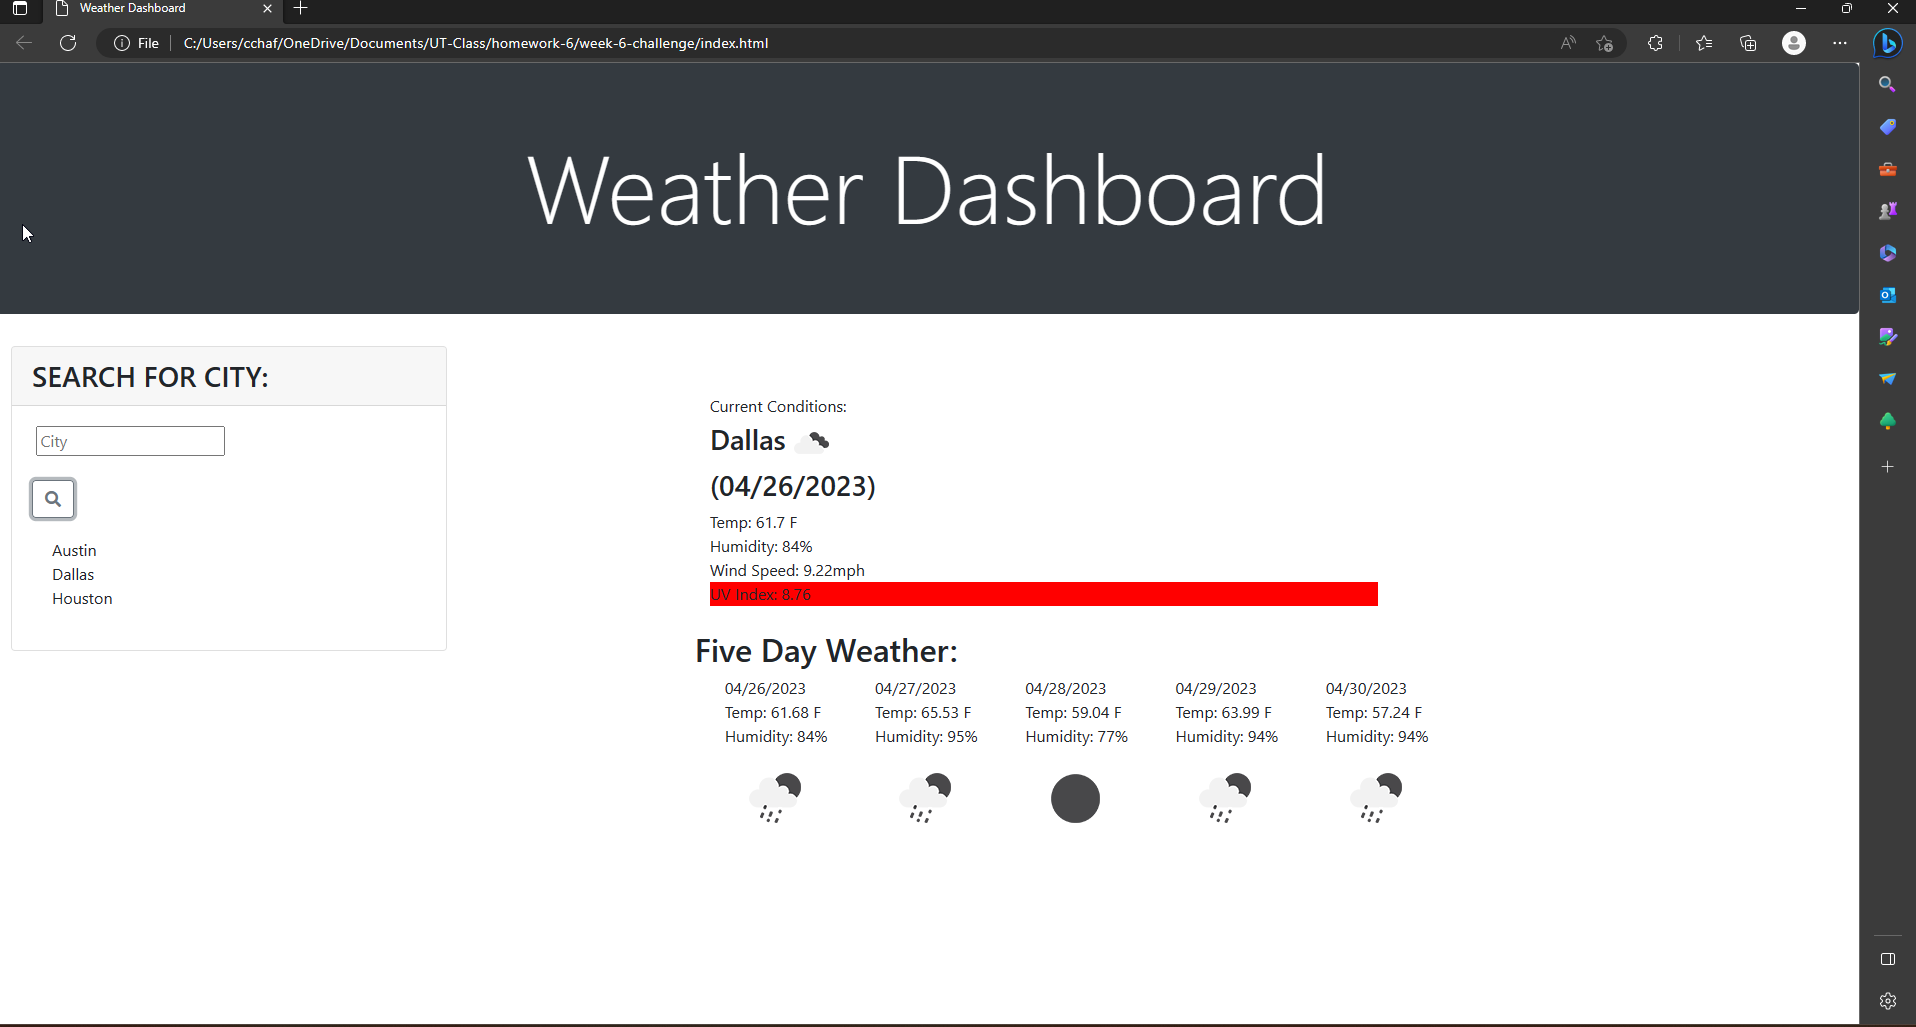 Weather Dashboard
File
C:/Users/cchaf/OneDrive/Documents/UT-Class/homework-6/week-6-challenge/index.html
Weather Dashboard
SEARCH FOR CITY:
City
Austin
Dallas
Houston
Current Conditions:
Dallas
(04/26/2023)
Temp: 61.7 F
Humidity: 84%
Wind Speed: 9.22mph
UV Index: 8.76
Five Day Weather:
04/26/2023
Temp: 61.68 F
Humidity: 84%
04/27/2023
Temp: 65.53 F
Humidity: 95%
04/28/2023
Temp: 59.04 F
Humidity: 77%
04/29/2023
Temp: 63.99 F
Humidity: 94%
04/30/2023
Temp: 57.24 F
Humidity: 94%